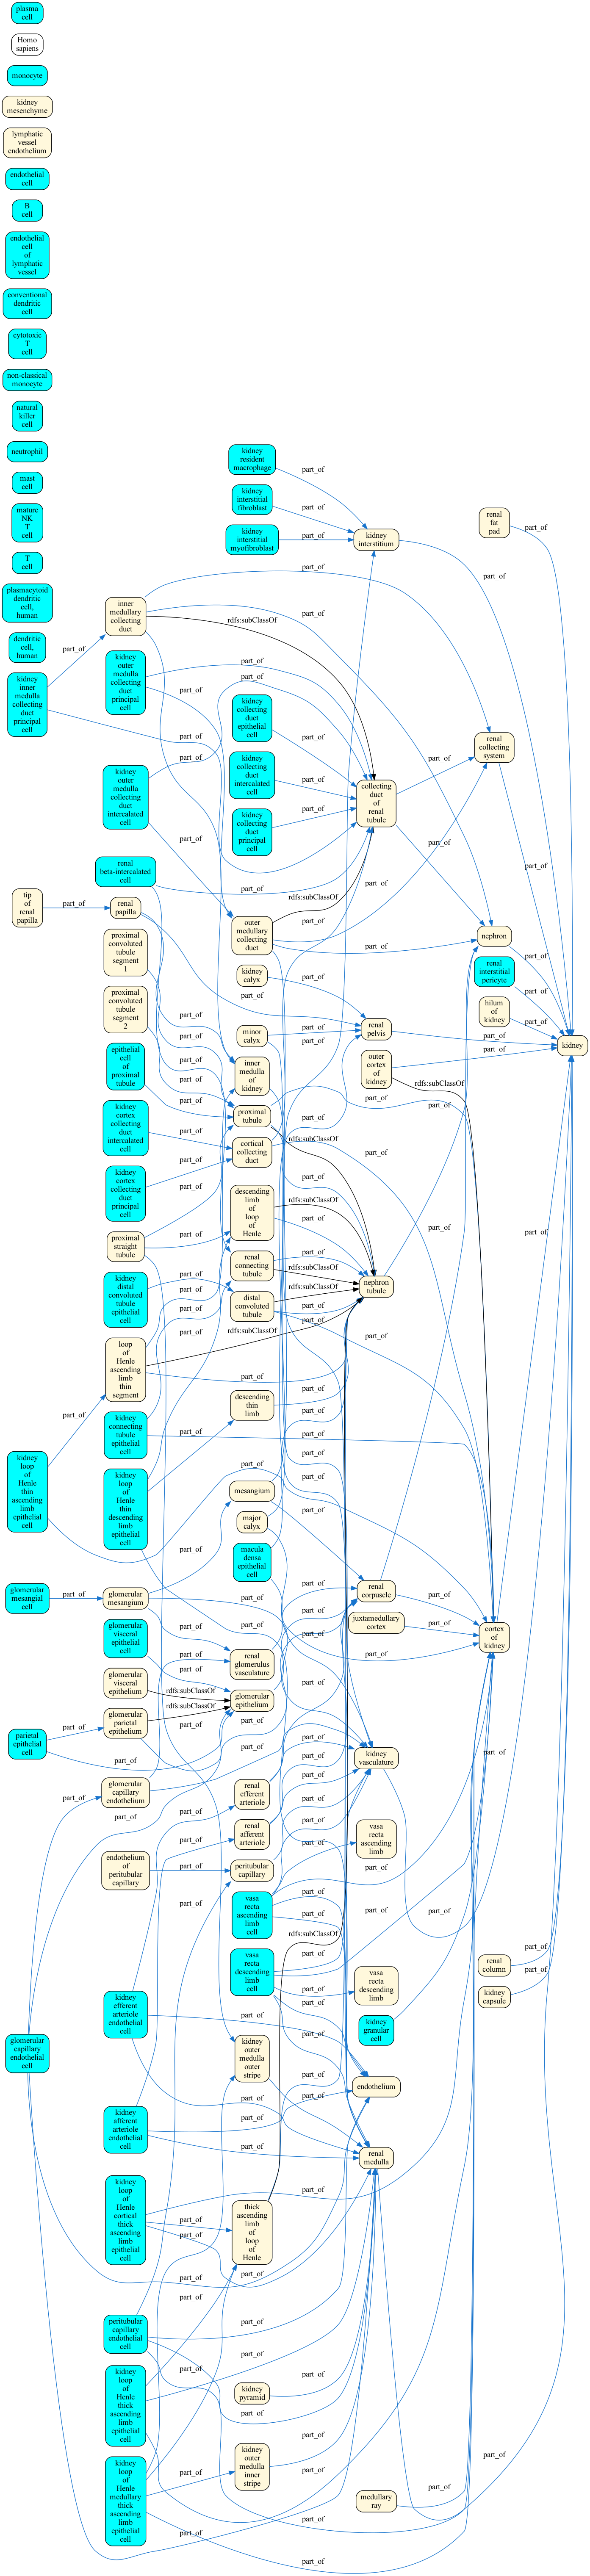 plasma
cell
Homo
sapiens
monocyte
kidney
mesenchyme
lymphatic
vessel
endothelium
endothelial
cell
B
cell
endothelial
cell
of
lymphatic
vessel
conventional
dendritic
cell
cytotoxic
T
cell
non-classical
monocyte
natural
killer
cell
neutrophil
mast
cell
mature
NK
T
cell
T
cell
plasmacytoid
dendritic
cell,
human
dendritic
cell,
human
kidney
inner
medulla
collecting
duct
principal
cell
tip
of
renal
papilla
kidney
loop
of
Henle
thin
ascending
limb
epithelial
cell
glomerular
mesangial
cell
parietal
epithelial
cell
glomerular
capillary
endothelial
cell
inner
medullary
collecting
duct
kidney
outer
medulla
collecting
duct
principal
cell
kidney
outer
medulla
collecting
duct
intercalated
cell
renal
beta-intercalated
cell
renal
papilla
proximal
convoluted
tubule
segment
1
proximal
convoluted
tubule
segment
2
epithelial
cell
of
proximal
tubule
kidney
cortex
collecting
duct
intercalated
cell
kidney
cortex
collecting
duct
principal
cell
proximal
straight
tubule
kidney
distal
convoluted
tubule
epithelial
cell
loop
of
Henle
ascending
limb
thin
segment
kidney
connecting
tubule
epithelial
cell
kidney
loop
of
Henle
thin
descending
limb
epithelial
cell
glomerular
mesangium
glomerular
visceral
epithelial
cell
glomerular
visceral
epithelium
glomerular
parietal
epithelium
glomerular
capillary
endothelium
endothelium
of
peritubular
capillary
kidney
efferent
arteriole
endothelial
cell
kidney
afferent
arteriole
endothelial
cell
kidney
loop
of
Henle
cortical
thick
ascending
limb
epithelial
cell
peritubular
capillary
endothelial
cell
kidney
loop
of
Henle
thick
ascending
limb
epithelial
cell
kidney
loop
of
Henle
medullary
thick
ascending
limb
epithelial
cell
kidney
resident
macrophage
kidney
interstitial
fibroblast
kidney
interstitial
myofibroblast
kidney
collecting
duct
epithelial
cell
kidney
collecting
duct
intercalated
cell
kidney
collecting
duct
principal
cell
outer
medullary
collecting
duct
kidney
calyx
minor
calyx
inner
medulla
of
kidney
proximal
tubule
cortical
collecting
duct
descending
limb
of
loop
of
Henle
renal
connecting
tubule
distal
convoluted
tubule
descending
thin
limb
mesangium
major
calyx
macula
densa
epithelial
cell
renal
glomerulus
vasculature
glomerular
epithelium
renal
efferent
arteriole
renal
afferent
arteriole
peritubular
capillary
vasa
recta
ascending
limb
cell
vasa
recta
descending
limb
cell
kidney
outer
medulla
outer
stripe
thick
ascending
limb
of
loop
of
Henle
kidney
pyramid
kidney
outer
medulla
inner
stripe
kidney
interstitium
collecting
duct
of
renal
tubule
renal
pelvis
outer
cortex
of
kidney
nephron
tubule
renal
corpuscle
juxtamedullary
cortex
kidney
vasculature
vasa
recta
ascending
limb
vasa
recta
descending
limb
kidney
granular
cell
endothelium
renal
medulla
medullary
ray
renal
fat
pad
renal
collecting
system
nephron
renal
interstitial
pericyte
hilum
of
kidney
cortex
of
kidney
renal
column
kidney
capsule
kidney
part_of
rdfs:subClassOf